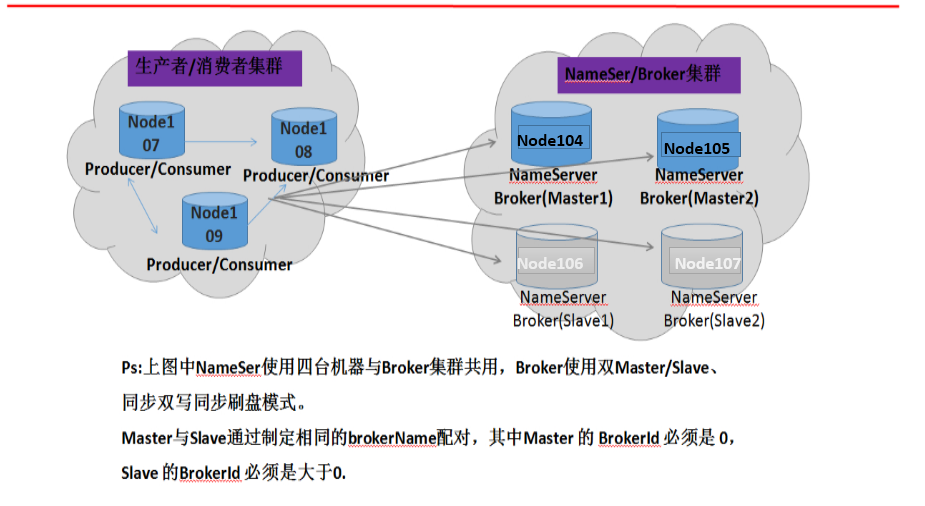 生产者/消费者集群
Node1
07
Producer/Consumer
Node1
08
Producer/Consumer
Node1
09
Producer/Consumer
NameSer/Broker集群
Node104
NameServer
Broker(Master1)
Node105
NameServer
Broker(Master2)
Node106
NameServer
Broker(Slave1)
Node107
NameServer
Broker(Slave2)
Ps:上图中NameSer使用四台机器与Broker集群共用，Broker使用双Master/Slave、
同步双写同步刷盘模式。
Master与Slave通过制定相同的brokerName配对，其中Master 的 BrokerId 必须是 0，
Slave 的BrokerId 必须是大于0.